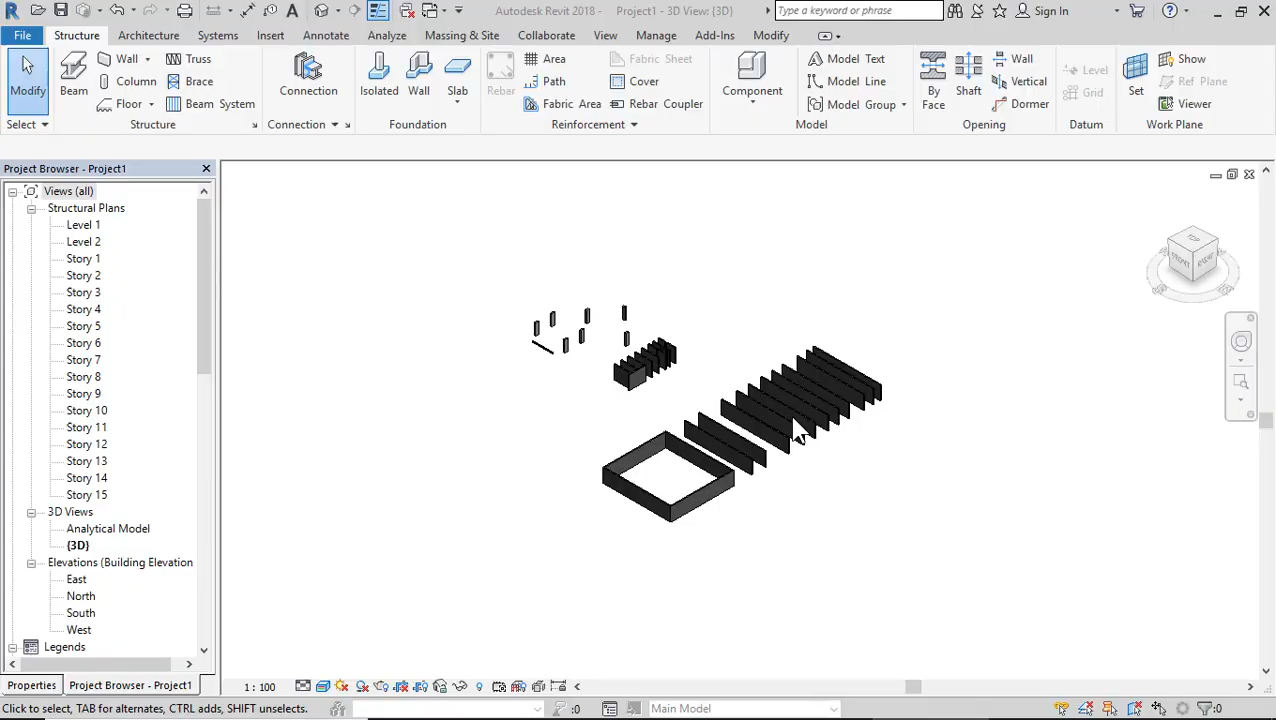 Autodesk Revit 2018 -    Project1 - 3D View: {3D}
Type a keyword or phrase
Sign In
File
Structure
Architecture
Systems
Insert
Annotate
Analyze
Massing & Site
Collaborate
View
Manage
Add-Ins
Modify
Modify
Select
Beam
Wall
Column
Floor
Truss
Brace
Beam System
Structure
Connection
Connection
Isolated
Wall
Slab
Foundation
Rebar
Area
Path
Fabric Area
Fabric Sheet
Cover
Rebar Coupler
Reinforcement
Component
Model Text
Model Line
Model Group
Model
By Face
Shaft
Wall
Vertical
Dormer
Opening
Level
Grid
Datum
Set
Show
Ref Plane
Viewer
Work Plane
Project Browser - Project1
Views (all)
Structural Plans
Level 1
Level 2
Story 1
Story 2
Story 3
Story 4
Story 5
Story 6
Story 7
Story 8
Story 9
Story 10
Story 11
Story 12
Story 13
Story 14
Story 15
3D Views
Analytical Model
{3D}
Elevations (Building Elevation
East
North
South
West
Legends
TOP
FRONT
RIGHT
Properties
Project Browser - Project1
1 : 100
Click to select, TAB for alternates, CTRL adds, SHIFT unselects.
:0
Main Model
:0